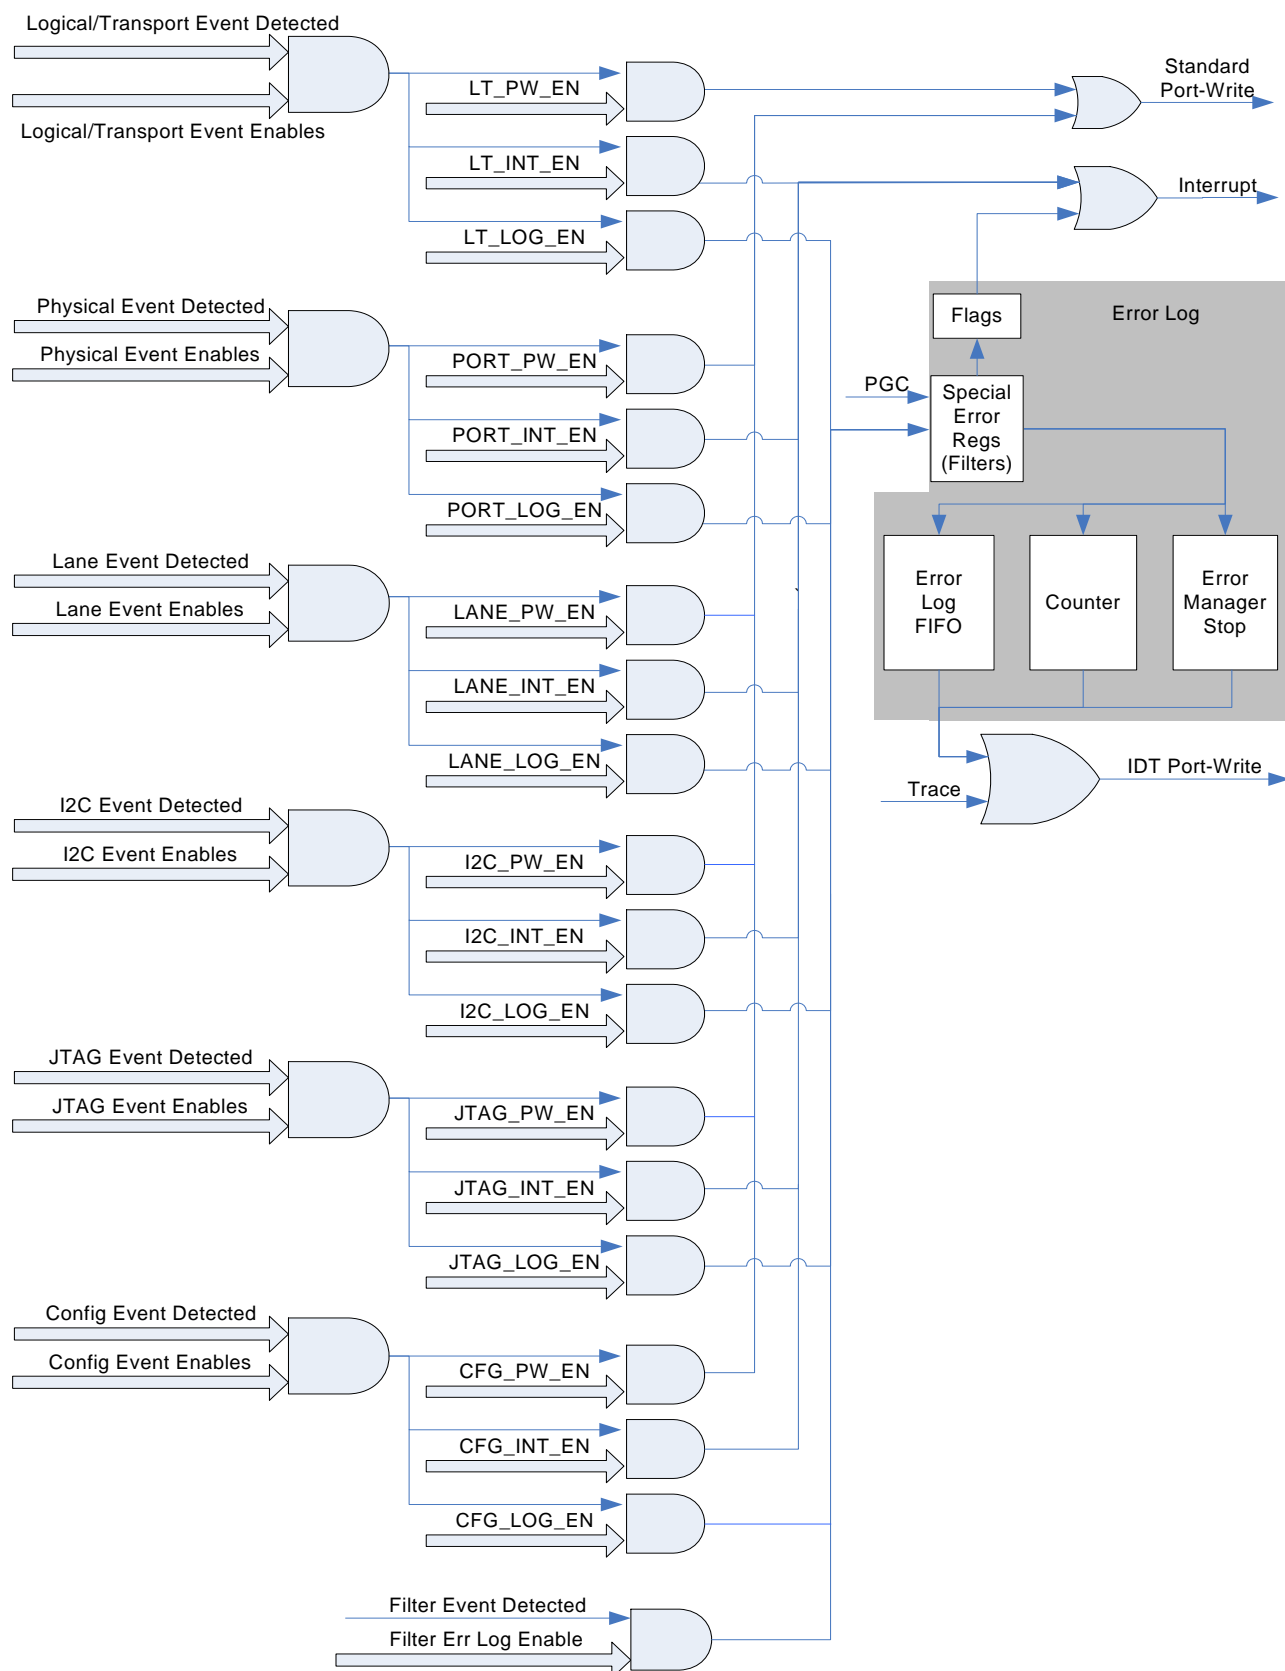 Logical/Transport Event Detected
Logical/Transport Event Enables
LT_PW_EN
LT_INT_EN
LT_LOG_EN
Standard
Port-Write
Interrupt
Physical Event Detected
Physical Event Enables
PORT_PW_EN
PORT_INT_EN
PORT_LOG_EN
Flags
Error Log
PGC
Special
Error
Regs
(Filters)
Error
Log
FIFO
Counter
Error
Manager
Stop
Trace
IDT Port-Write
Lane Event Detected
Lane Event Enables
LANE_PW_EN
LANE_INT_EN
LANE_LOG_EN
I2C Event Detected
I2C Event Enables
I2C_PW_EN
I2C_INT_EN
I2C_LOG_EN
JTAG Event Detected
JTAG Event Enables
JTAG_PW_EN
JTAG_INT_EN
JTAG_LOG_EN
Config Event Detected
Config Event Enables
CFG_PW_EN
CFG_INT_EN
CFG_LOG_EN
Filter Event Detected
Filter Err Log Enable